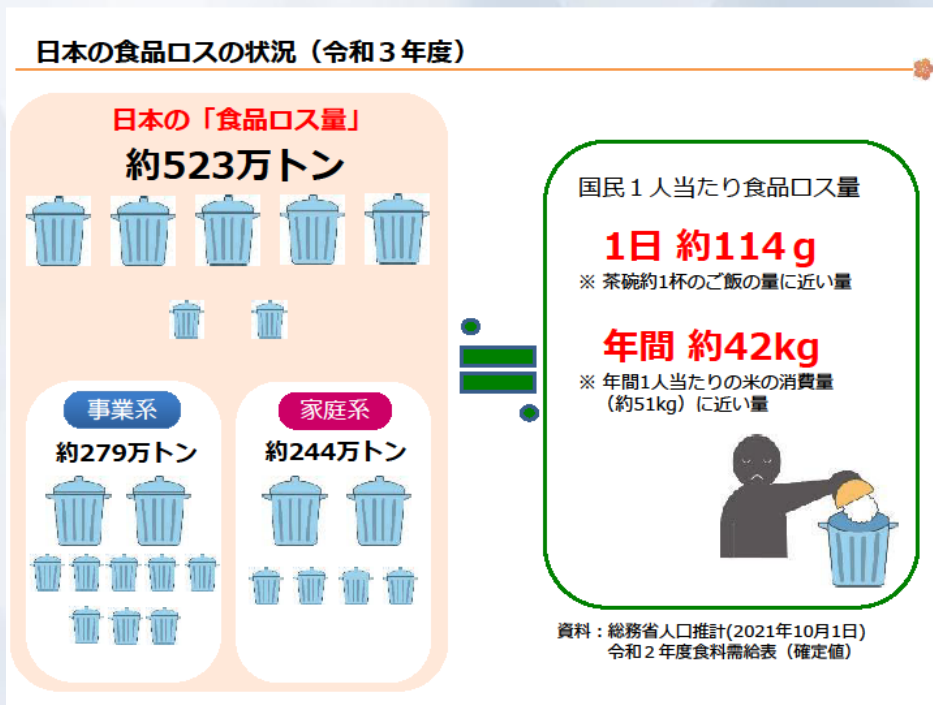 日本の食品ロスの状況（令和３年度）
日本の「食品ロス量」
約523万トン
事業系
約279万トン
家庭系
約244万トン
国民１人当たり食品ロス量
1日 約114ｇ
※ 茶碗約1杯のご飯の量に近い量
年間 約42kg
※ 年間1人当たりの米の消費量
（約51kg）に近い量
資料：総務省人口推計(2021年10月1日)
令和２年度食料需給表（確定値）